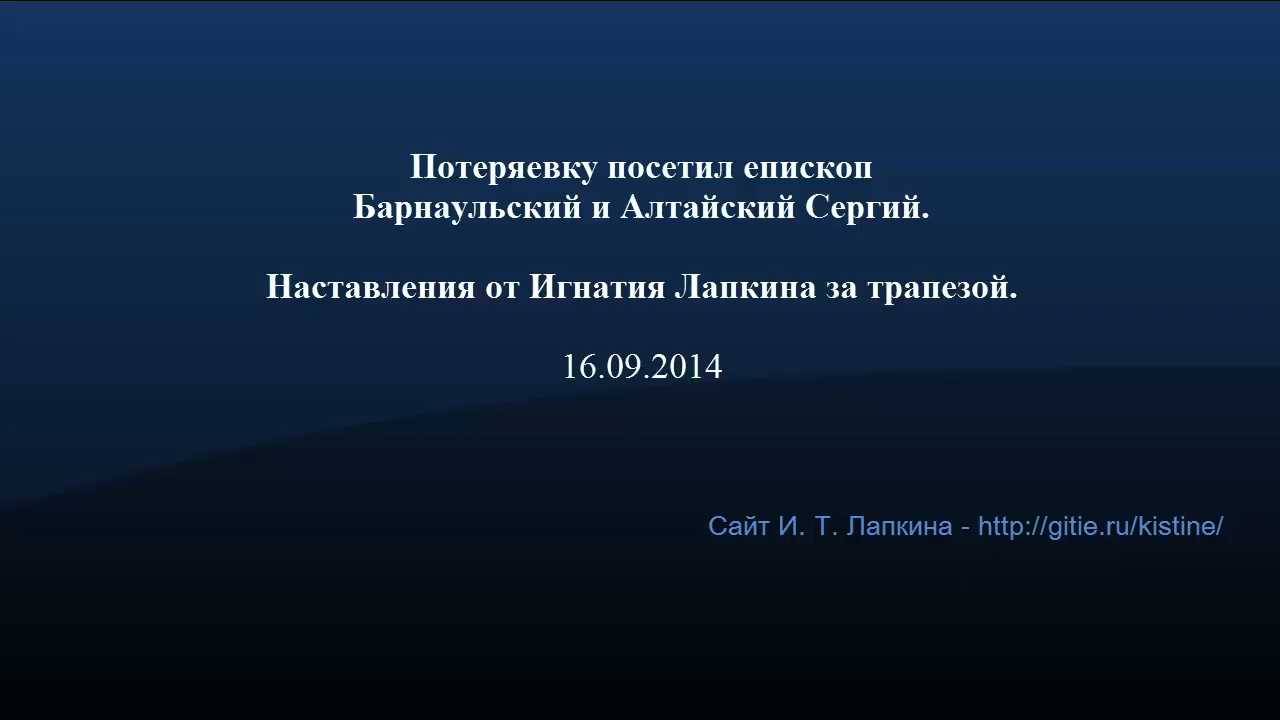 Потеряевку посетил епископ
Барнаульский и Алтайский Сергий.
Наставления от Игнатия Лапкина за трапезой.
16.09.2014
Сайт И. Т. Лапкина - http://gitie.ru/kistine/